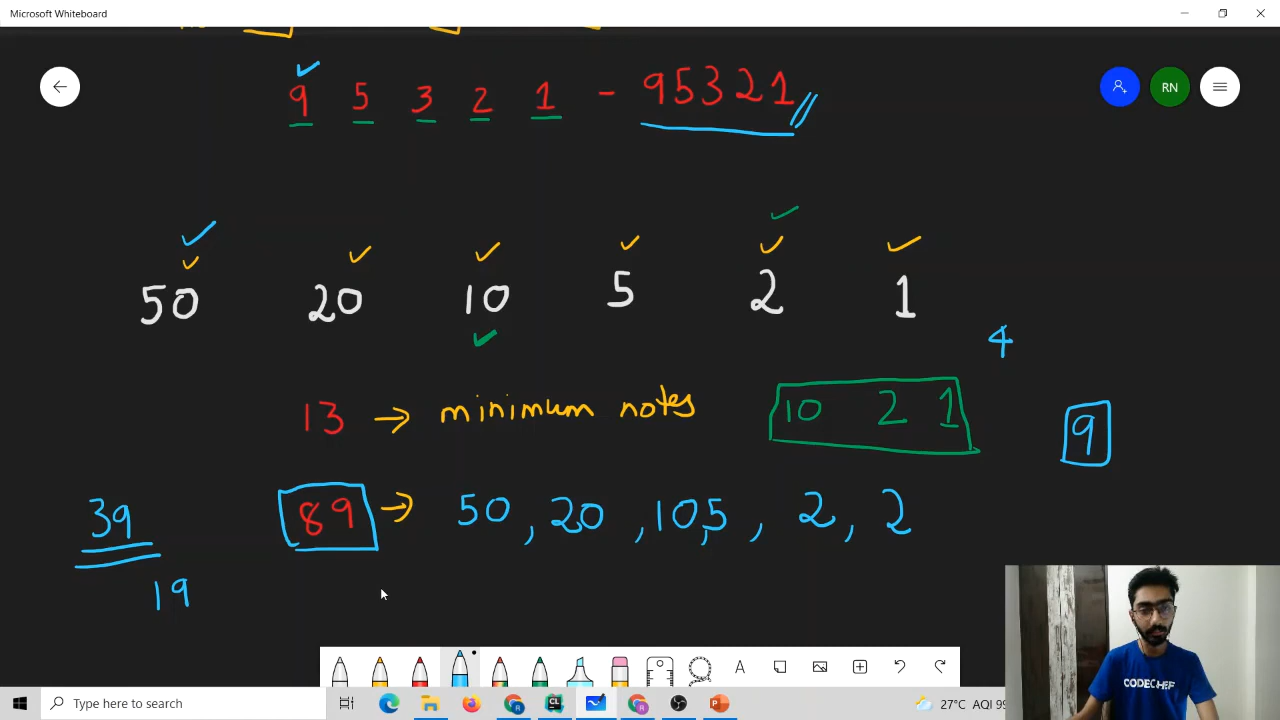 Microsoft Whiteboard
9 5 3 2 1 - 95321
RN
50 20 10 5 2 1
4
13 → minimum notes 10 2 1
9
89 → 50, 20, 10, 5, 2, 2
39
19
CODECHEF
Type here to search
27°C AQI 99